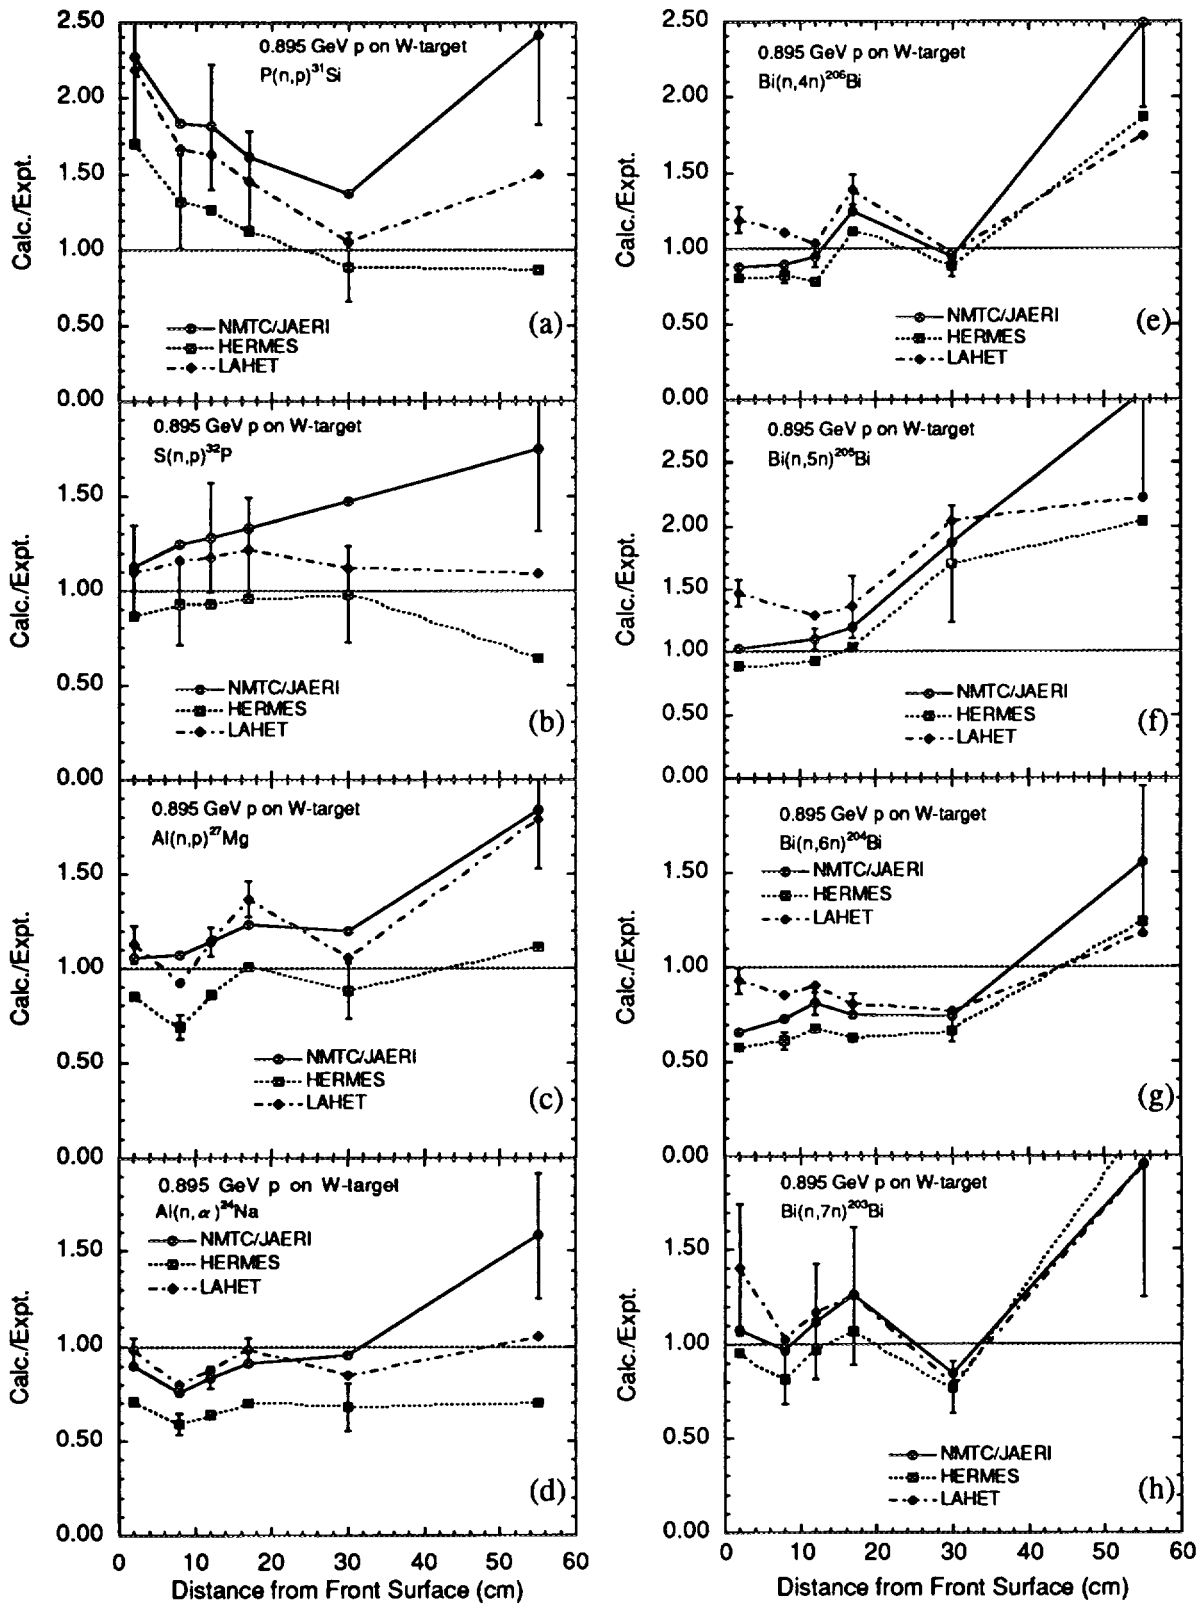 2.50
2.00
1.50
1.00
0.50
0.00
Calc./Expt.
0.895 GeV p on W-target
P(n,p)³¹Si
NMTC/JAERI
HERMES
LAHET
(a)
1.50
1.00
0.50
0.00
Calc./Expt.
0.895 GeV p on W-target
S(n,p)³²P
NMTC/JAERI
HERMES
LAHET
(b)
1.50
1.00
0.50
0.00
Calc./Expt.
0.895 GeV p on W-target
Al(n,p)²⁷Mg
NMTC/JAERI
HERMES
LAHET
(c)
1.50
1.00
0.50
0.00
Calc./Expt.
0.895 GeV p on W-target
Al(n,α)²⁴Na
NMTC/JAERI
HERMES
LAHET
(d)
0 10 20 30 40 50 60
Distance from Front Surface (cm)
2.50
2.00
1.50
1.00
0.50
0.00
Calc./Expt.
0.895 GeV p on W-target
Bi(n,4n)²⁰⁶Bi
NMTC/JAERI
HERMES
LAHET
(e)
2.50
2.00
1.50
1.00
0.50
0.00
Calc./Expt.
0.895 GeV p on W-target
Bi(n,5n)²⁰⁵Bi
NMTC/JAERI
HERMES
LAHET
(f)
1.50
1.00
0.50
0.00
Calc./Expt.
0.895 GeV p on W-target
Bi(n,6n)²⁰⁴Bi
NMTC/JAERI
HERMES
LAHET
(g)
1.50
1.00
0.50
0.00
Calc./Expt.
0.895 GeV p on W-target
Bi(n,7n)²⁰³Bi
NMTC/JAERI
HERMES
LAHET
(h)
0 10 20 30 40 50 60
Distance from Front Surface (cm)